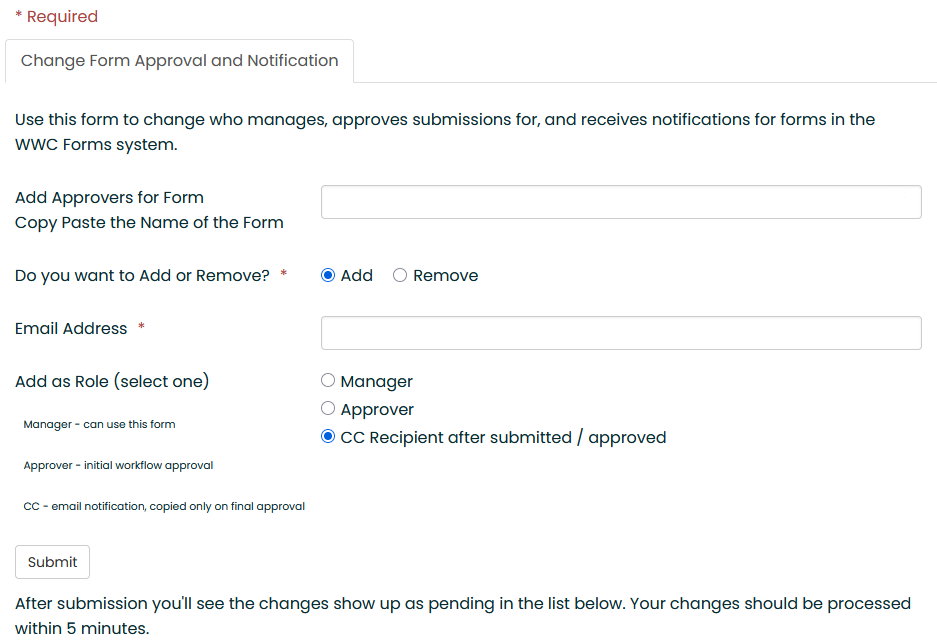 * Required
Change Form Approval and Notification
Use this form to change who manages, approves submissions for, and receives notifications for forms in the
WWC Forms system.
Add Approvers for Form
Copy Paste the Name of the Form
Do you want to Add or Remove? * Add Remove
Email Address *
Add as Role (select one) Manager
Approver
Manager - can use this form
CC Recipient after submitted / approved
Approver - initial workflow approval
CC - email notification, copied only on final approval
Submit
After submission you'll see the changes show up as pending in the list below. Your changes should be processed
within 5 minutes.